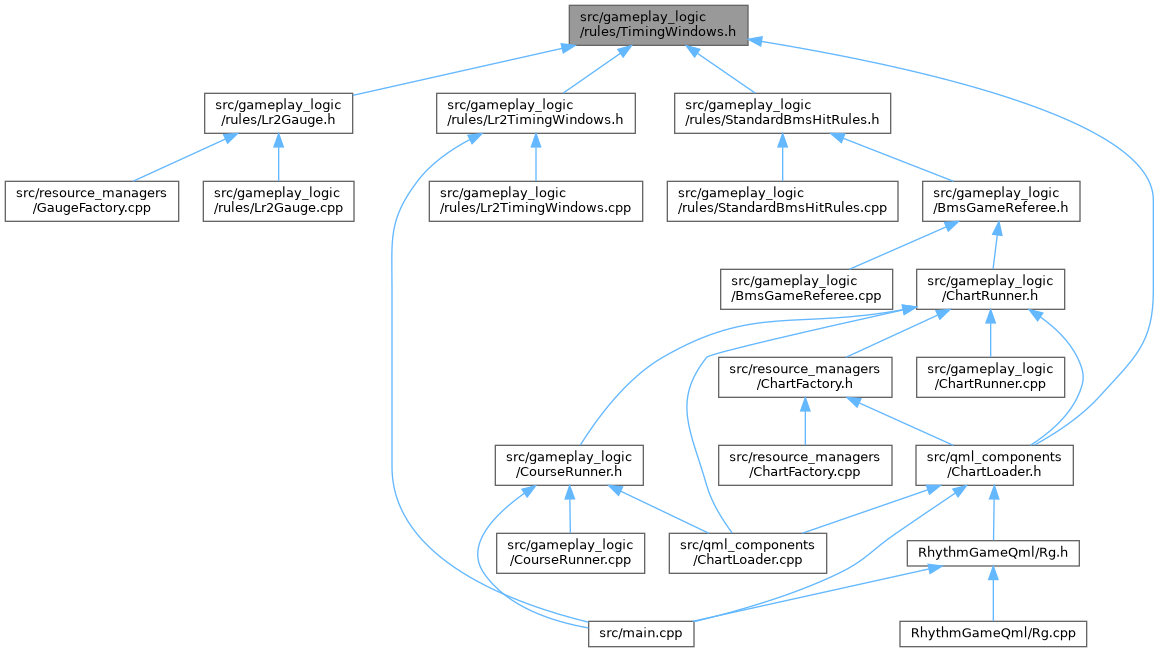 src/gameplay_logic
/rules/TimingWindows.h
src/gameplay_logic
/rules/Lr2Gauge.h
src/gameplay_logic
/rules/Lr2TimingWindows.h
src/gameplay_logic
/rules/StandardBmsHitRules.h
src/resource_managers
/GaugeFactory.cpp
src/gameplay_logic
/rules/Lr2Gauge.cpp
src/gameplay_logic
/rules/Lr2TimingWindows.cpp
src/gameplay_logic
/rules/StandardBmsHitRules.cpp
src/gameplay_logic
/BmsGameReferee.h
src/gameplay_logic
/BmsGameReferee.cpp
src/gameplay_logic
/ChartRunner.h
src/resource_managers
/ChartFactory.h
src/gameplay_logic
/ChartRunner.cpp
src/gameplay_logic
/CourseRunner.h
src/resource_managers
/ChartFactory.cpp
src/qml_components
/ChartLoader.h
src/gameplay_logic
/CourseRunner.cpp
src/qml_components
/ChartLoader.cpp
RhythmGameQml/Rg.h
src/main.cpp
RhythmGameQml/Rg.cpp